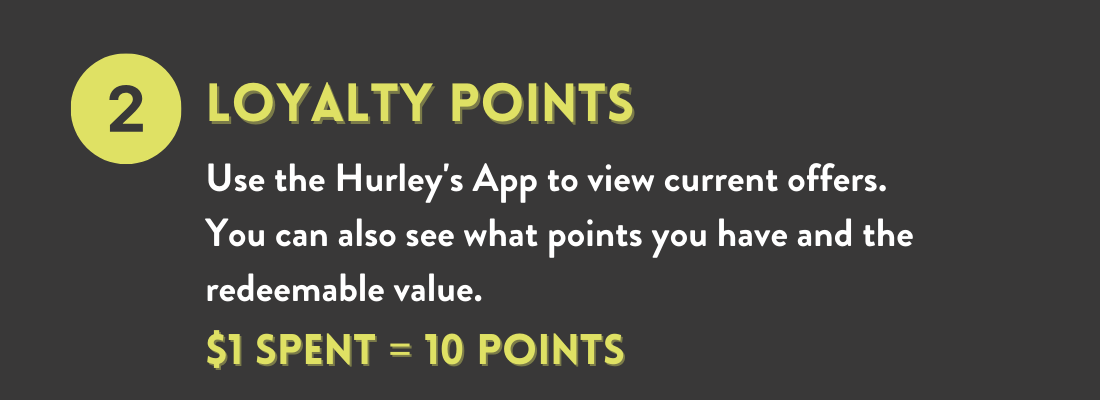 2
LOYALTY POINTS
Use the Hurley's App to view current offers.
You can also see what points you have and the
redeemable value.
$1 SPENT = 10 POINTS